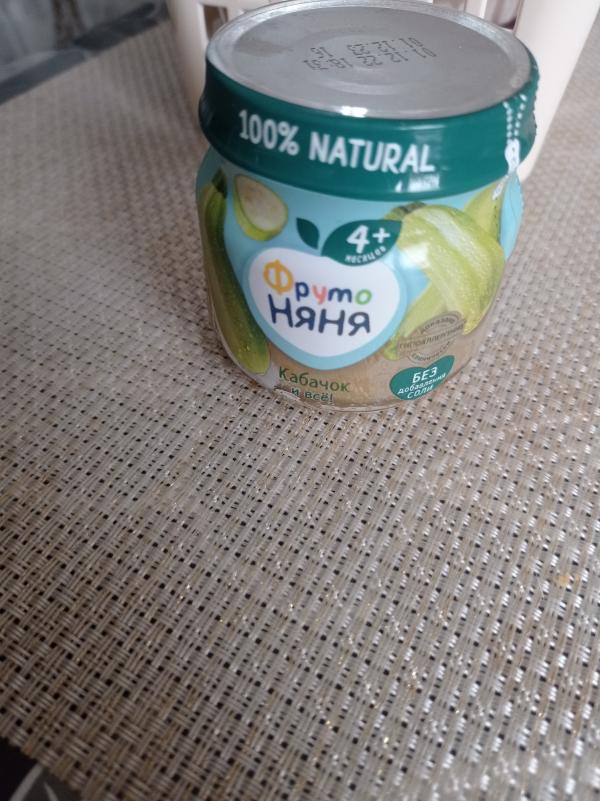 100% NATURAL
4+
месяцев
Фруто
НЯНЯ
Кабачок
и всё!
БЕЗ
добавления
СОЛИ